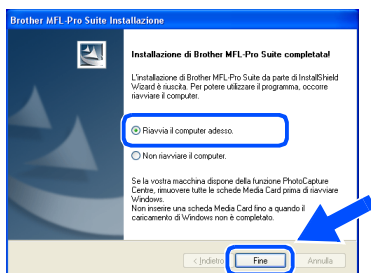 Brother MFL-Pro Suite Installazione
Installazione di Brother MFL-Pro Suite completata!
L'installazione di Brother MFL-Pro Suite da parte di InstallShield
Wizard è riuscita. Per potere utilizzare il programma, occorre
riavviare il computer.
Riavvia il computer adesso.
Non riavviare il computer.
Se la vostra macchina dispone della funzione PhotoCapture
Centre, rimuovere tutte le schede Media Card prima di riavviare
Windows.
Non inserire una scheda Media Card fino a quando il
caricamento di Windows non è completato.
< Indietro Fine Annulla